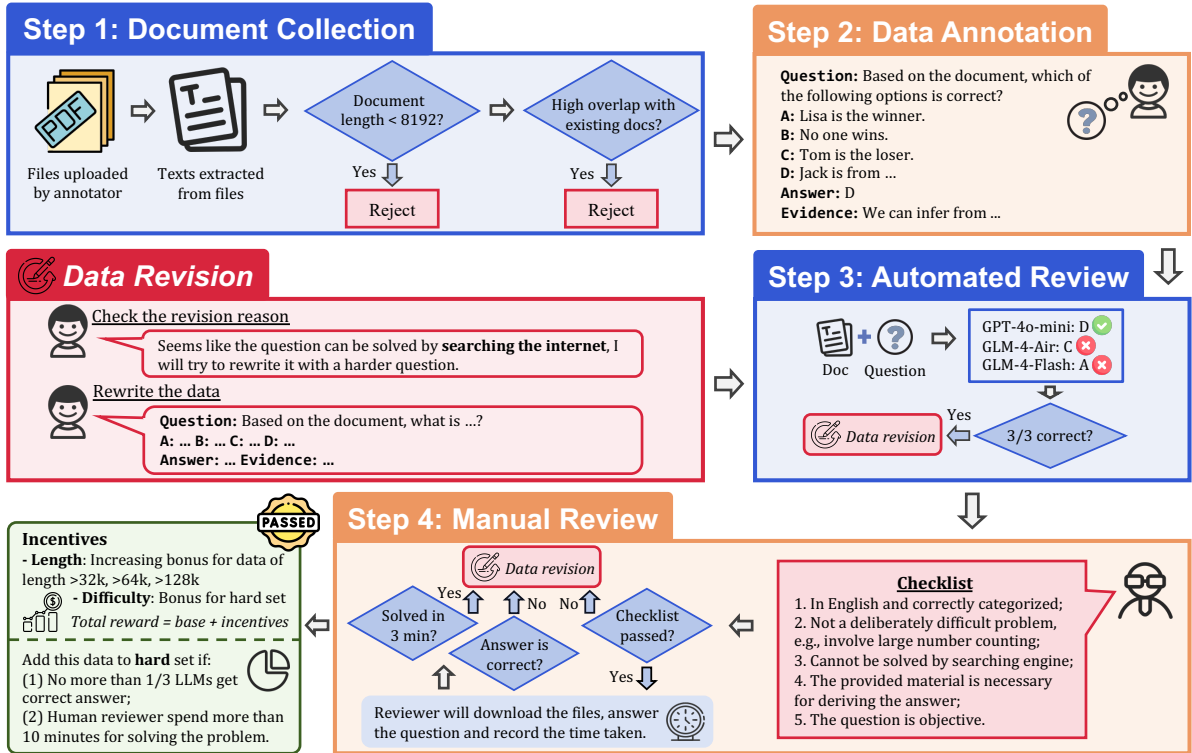 Step 1: Document Collection
PDF
Files uploaded
by annotator
T
Texts extracted
from files
Document
length < 8192?
Yes
Reject
High overlap with
existing docs?
Yes
Reject
Step 2: Data Annotation
Question: Based on the document, which of
the following options is correct?
A: Lisa is the winner.
B: No one wins.
C: Tom is the loser.
D: Jack is from ...
Answer: D
Evidence: We can infer from ...
?
Data Revision
Check the revision reason
Seems like the question can be solved by searching the internet, I
will try to rewrite it with a harder question.
Rewrite the data
Question: Based on the document, what is ...?
A: ... B: ... C: ... D: ...
Answer: ... Evidence: ...
Step 3: Automated Review
T
+
?
Doc
Question
GPT-4o-mini: D
GLM-4-Air: C
GLM-4-Flash: A
3/3 correct?
Yes
Data revision
Step 4: Manual Review
Checklist
1. In English and correctly categorized;
2. Not a deliberately difficult problem,
e.g., involve large number counting;
3. Cannot be solved by searching engine;
4. The provided material is necessary
for deriving the answer;
5. The question is objective.
Data revision
Yes
No
No
Solved in
3 min?
Answer is
correct?
Checklist
passed?
Yes
Reviewer will download the files, answer
the question and record the time taken.
PASSED
Incentives
- Length: Increasing bonus for data of
length >32k, >64k, >128k
$
- Difficulty: Bonus for hard set
Total reward = base + incentives
Add this data to hard set if:
(1) No more than 1/3 LLMs get
correct answer;
(2) Human reviewer spend more than
10 minutes for solving the problem.